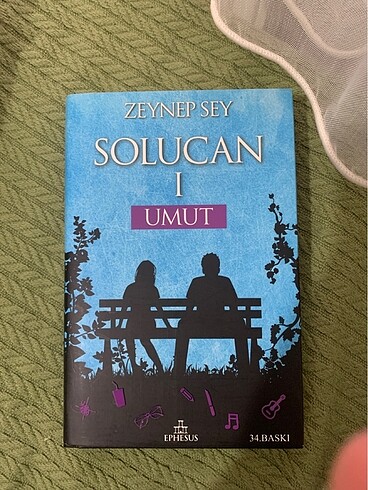 ZEYNEP SEY
SOLUCAN
I
UMUT
EPHESUS
34.BASKI